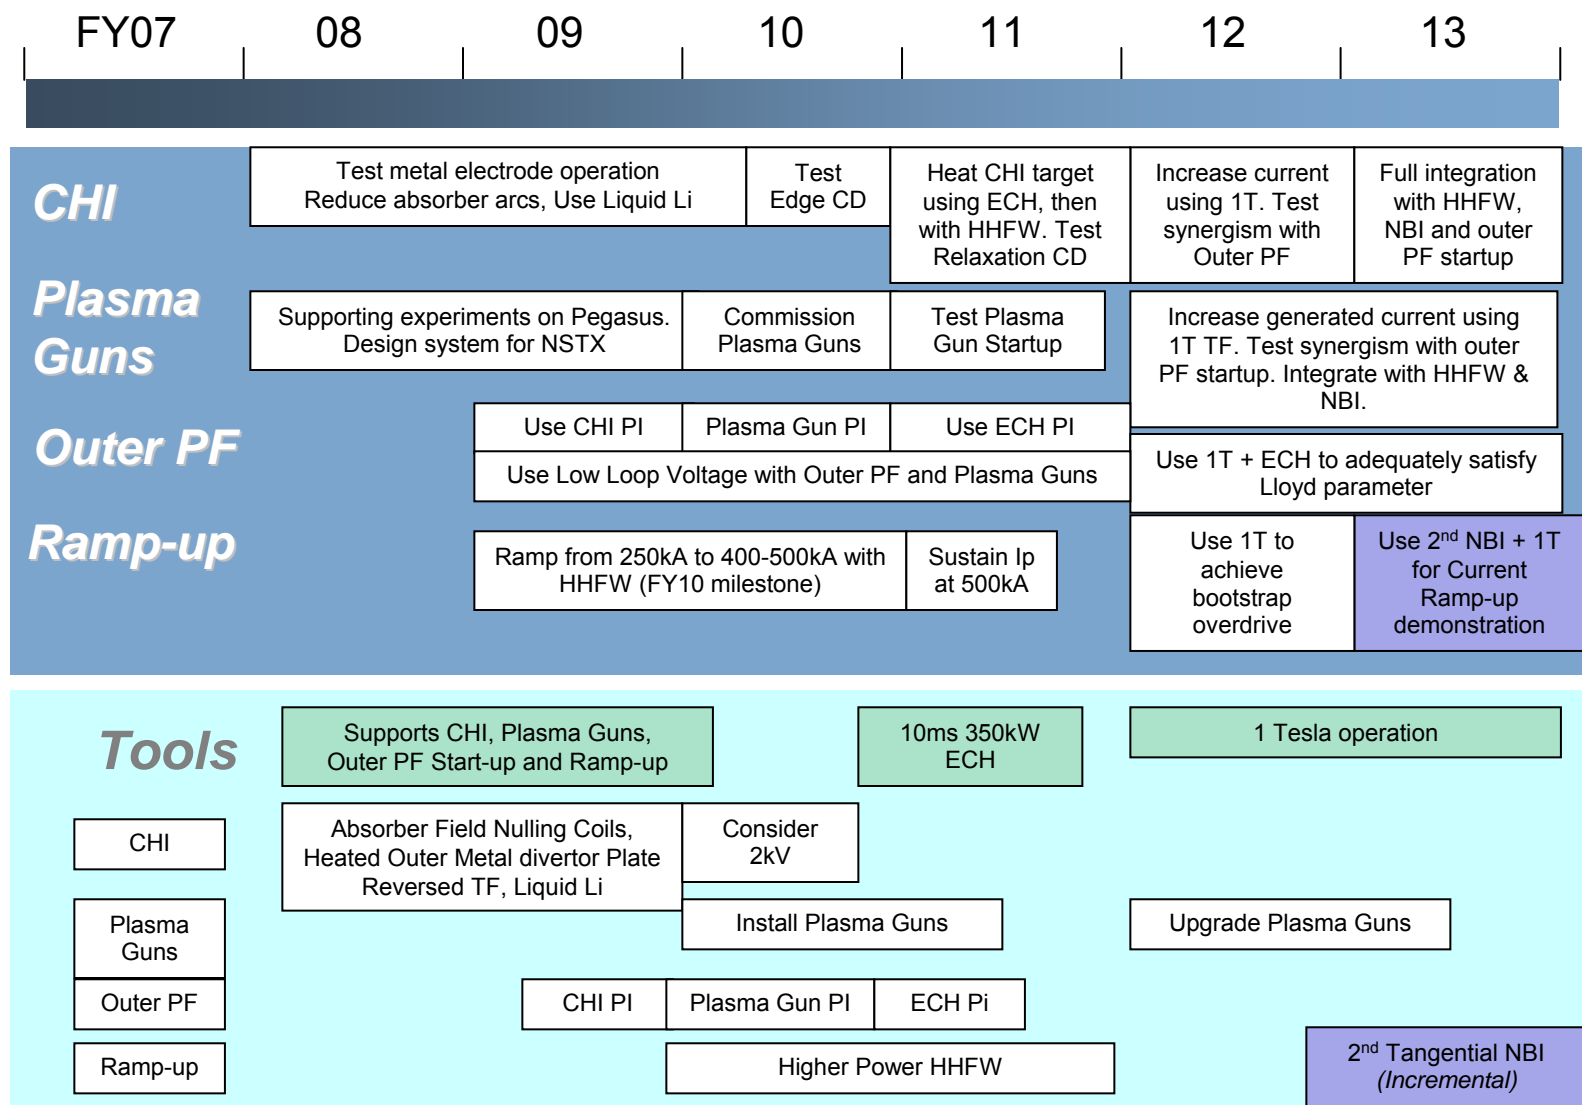 FY07 08 09 10 11 12 13
CHI
Test metal electrode operation
Reduce absorber arcs, Use Liquid Li
Test
Edge CD
Heat CHI target
using ECH, then
with HHFW. Test
Relaxation CD
Increase current
using 1T. Test
synergism with
Outer PF
Full integration
with HHFW,
NBI and outer
PF startup
Plasma
Guns
Supporting experiments on Pegasus.
Design system for NSTX
Commission
Plasma Guns
Test Plasma
Gun Startup
Increase generated current using
1T TF. Test synergism with outer
PF startup. Integrate with HHFW &
NBI.
Outer PF
Use CHI PI
Plasma Gun PI
Use ECH PI
Use Low Loop Voltage with Outer PF and Plasma Guns
Use 1T + ECH to adequately satisfy
Lloyd parameter
Ramp-up
Ramp from 250kA to 400-500kA with
HHFW (FY10 milestone)
Sustain Ip
at 500kA
Use 1T to
achieve
bootstrap
overdrive
Use 2nd NBI + 1T
for Current
Ramp-up
demonstration
Tools
Supports CHI, Plasma Guns,
Outer PF Start-up and Ramp-up
10ms 350kW
ECH
1 Tesla operation
CHI
Absorber Field Nulling Coils,
Heated Outer Metal divertor Plate
Reversed TF, Liquid Li
Consider
2kV
Plasma
Guns
Install Plasma Guns
Upgrade Plasma Guns
Outer PF
CHI PI
Plasma Gun PI
ECH Pi
Ramp-up
Higher Power HHFW
2nd Tangential NBI
(Incremental)